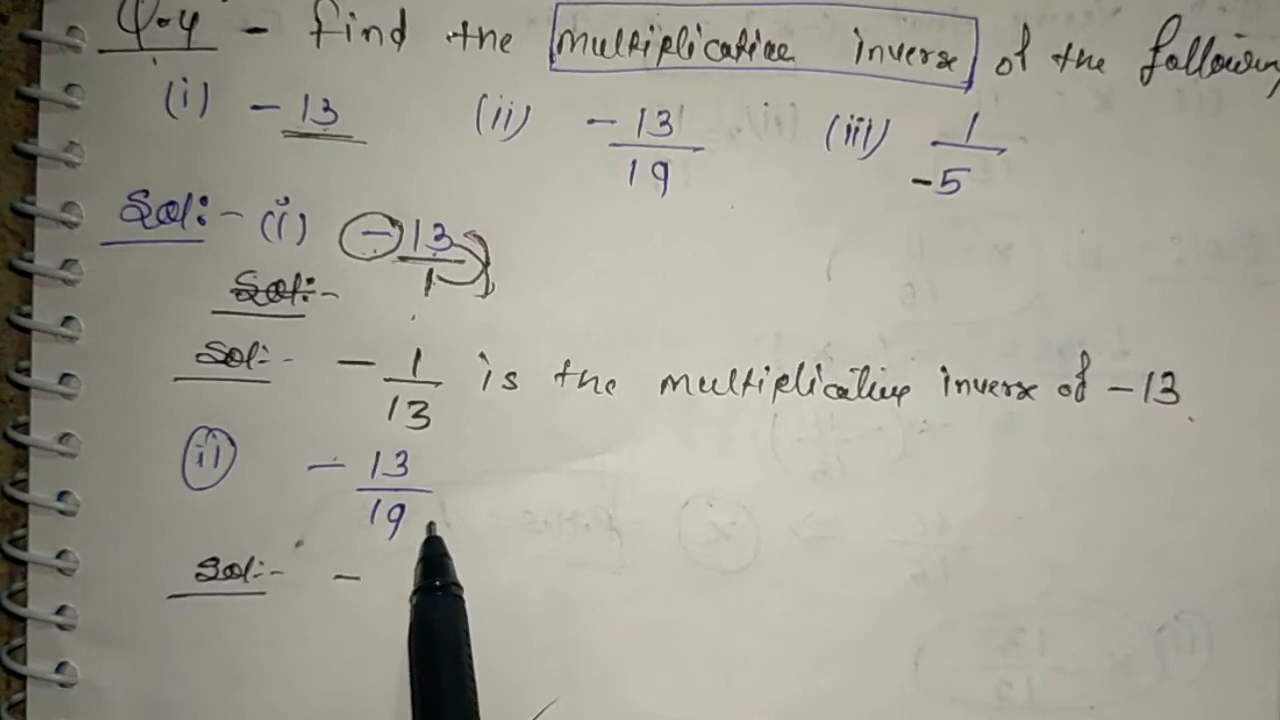 Q.4 - find the multiplicative inverse of the following
(i) - 13 (ii) - 13/19 (iii) 1/-5
Sol:- (i) - 13/1
Sol:-
Sol:- - 1/13 is the multiplicative inverse of -13.
(ii) - 13/19
Sol:- -